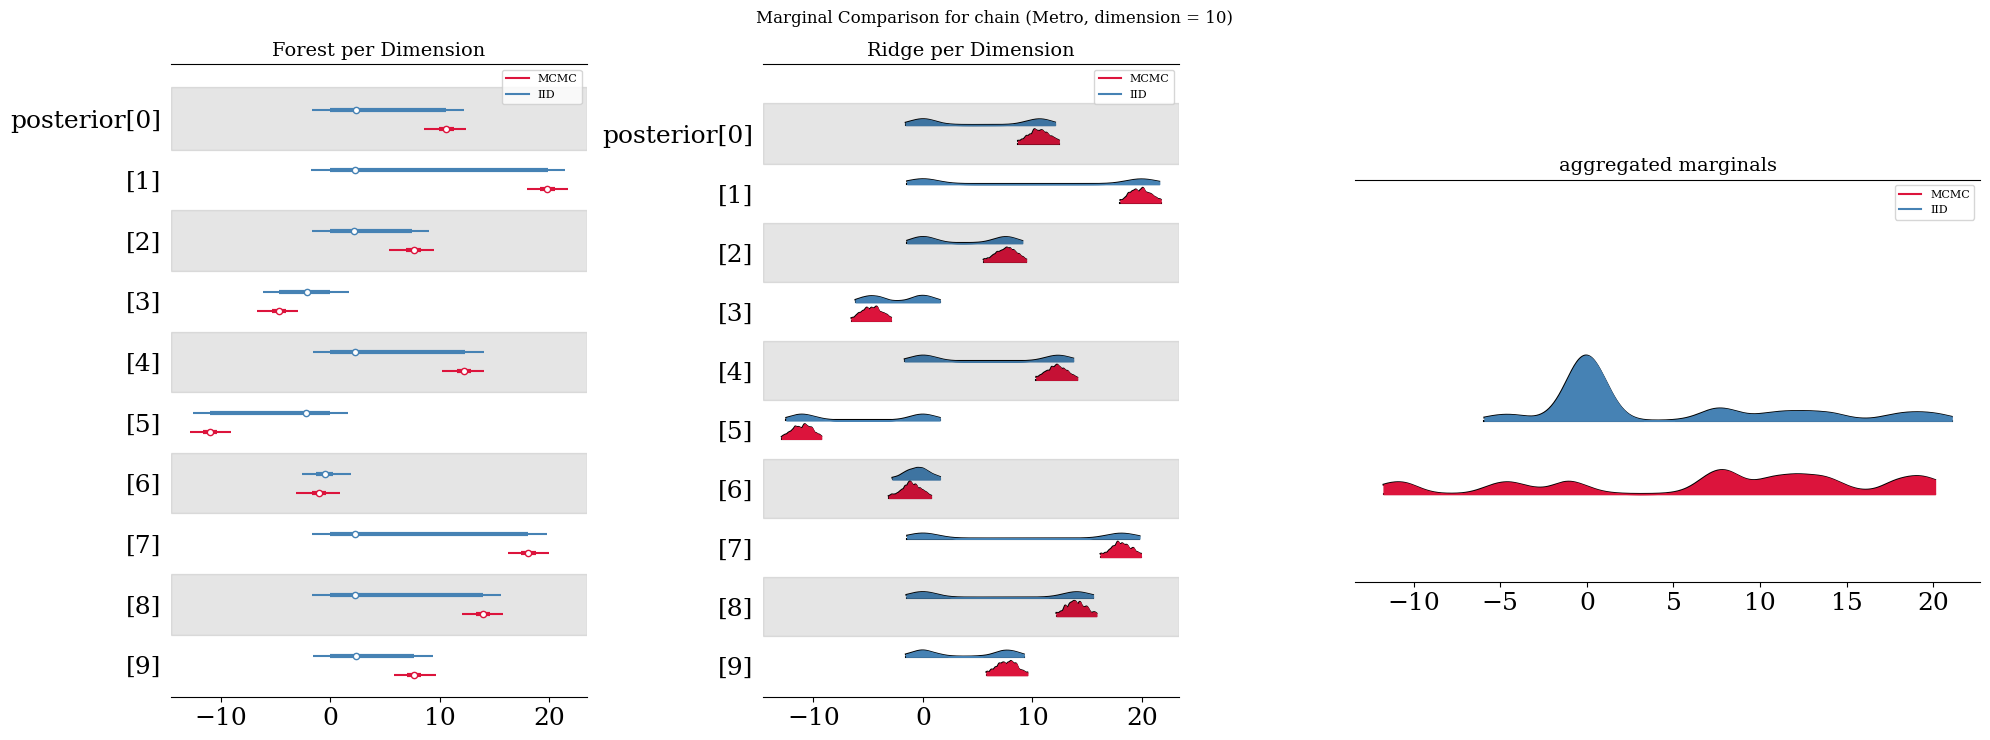 Marginal Comparison for chain (Metro, dimension = 10)
Forest per Dimension
MCMC
IID
posterior[0]
[1]
[2]
[3]
[4]
[5]
[6]
[7]
[8]
[9]
−10 0 10 20
Ridge per Dimension
MCMC
IID
posterior[0]
[1]
[2]
[3]
[4]
[5]
[6]
[7]
[8]
[9]
−10 0 10 20
aggregated marginals
MCMC
IID
−10 −5 0 5 10 15 20